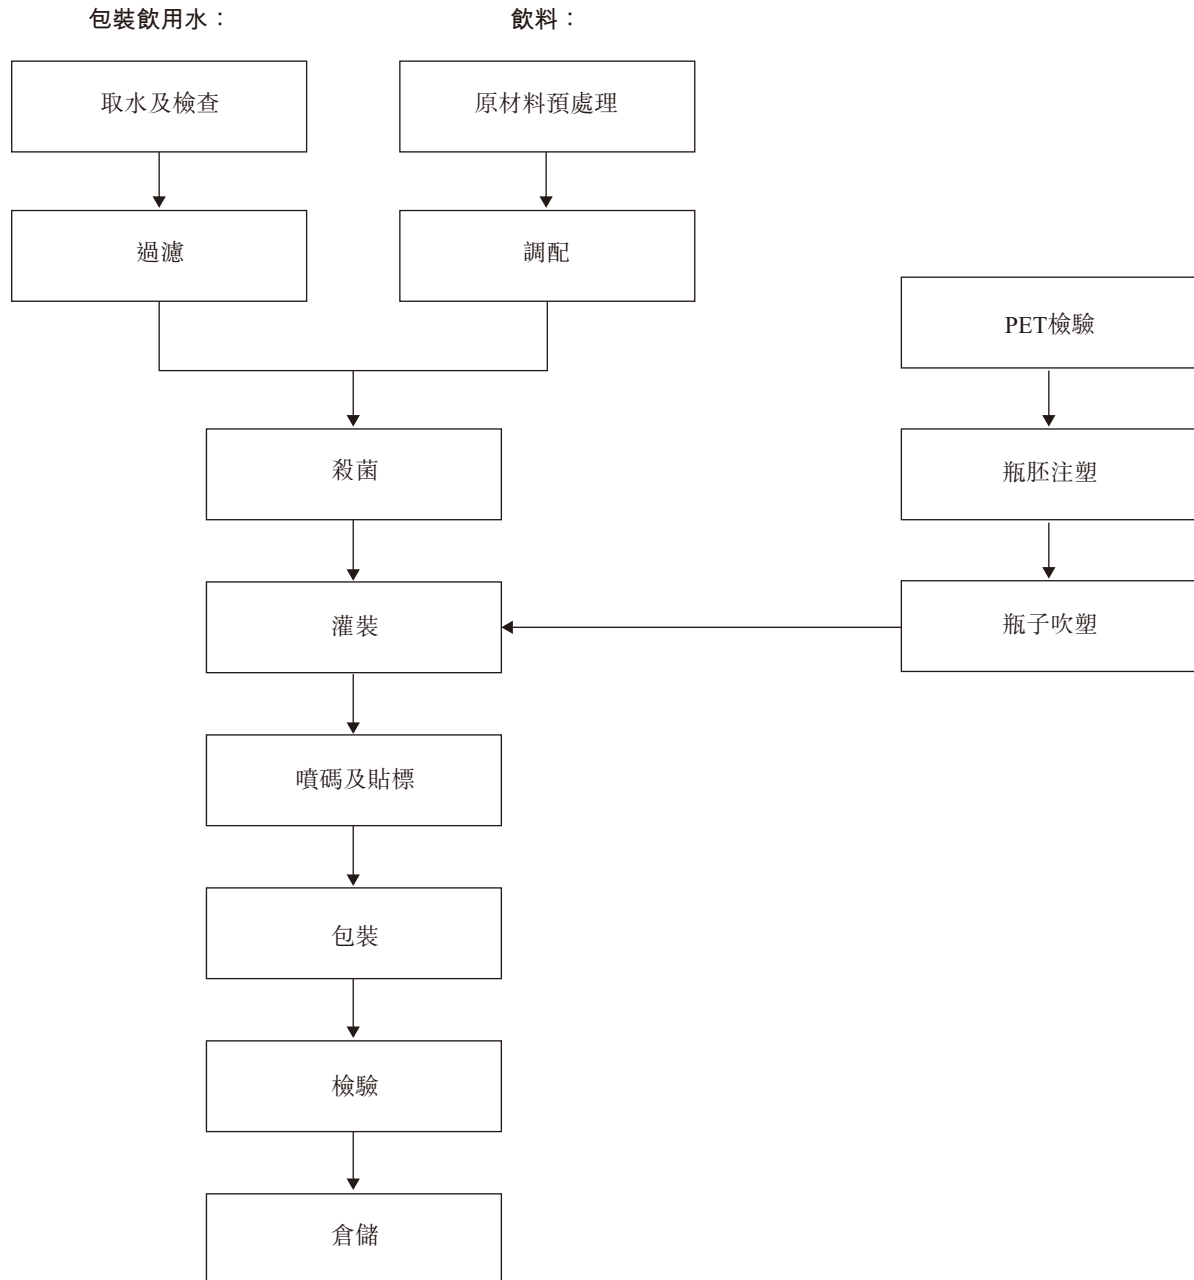 包裝飲用水：
飲料：
取水及檢查
原材料預處理
過濾
調配
PET檢驗
殺菌
瓶胚注塑
灌裝
瓶子吹塑
噴碼及貼標
包裝
檢驗
倉儲